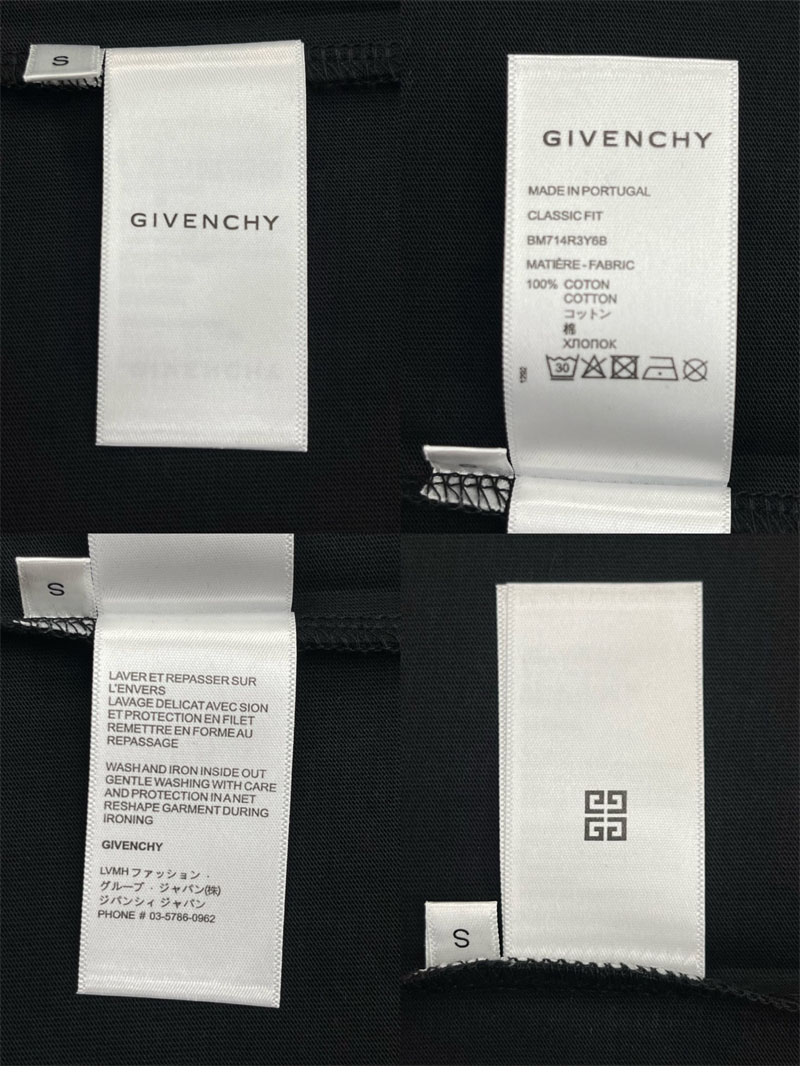 S
GIVENCHY
GIVENCHY
MADE IN PORTUGAL
CLASSIC FIT
BM714R3Y6B
MATIÈRE - FABRIC
100% COTON
COTTON
コットン
棉
ХЛОПОК
30
1292
S
LAVER ET REPASSER SUR
L'ENVERS
LAVAGE DELICAT AVEC SION
ET PROTECTION EN FILET
REMETTRE EN FORME AU
REPASSAGE
WASH AND IRON INSIDE OUT
GENTLE WASHING WITH CARE
AND PROTECTION IN A NET
RESHAPE GARMENT DURING
IRONING
GIVENCHY
LVMH ファッション ·
グループ · ジャパン(株)
ジバンシィ ジャパン
PHONE # 03-5786-0962
S